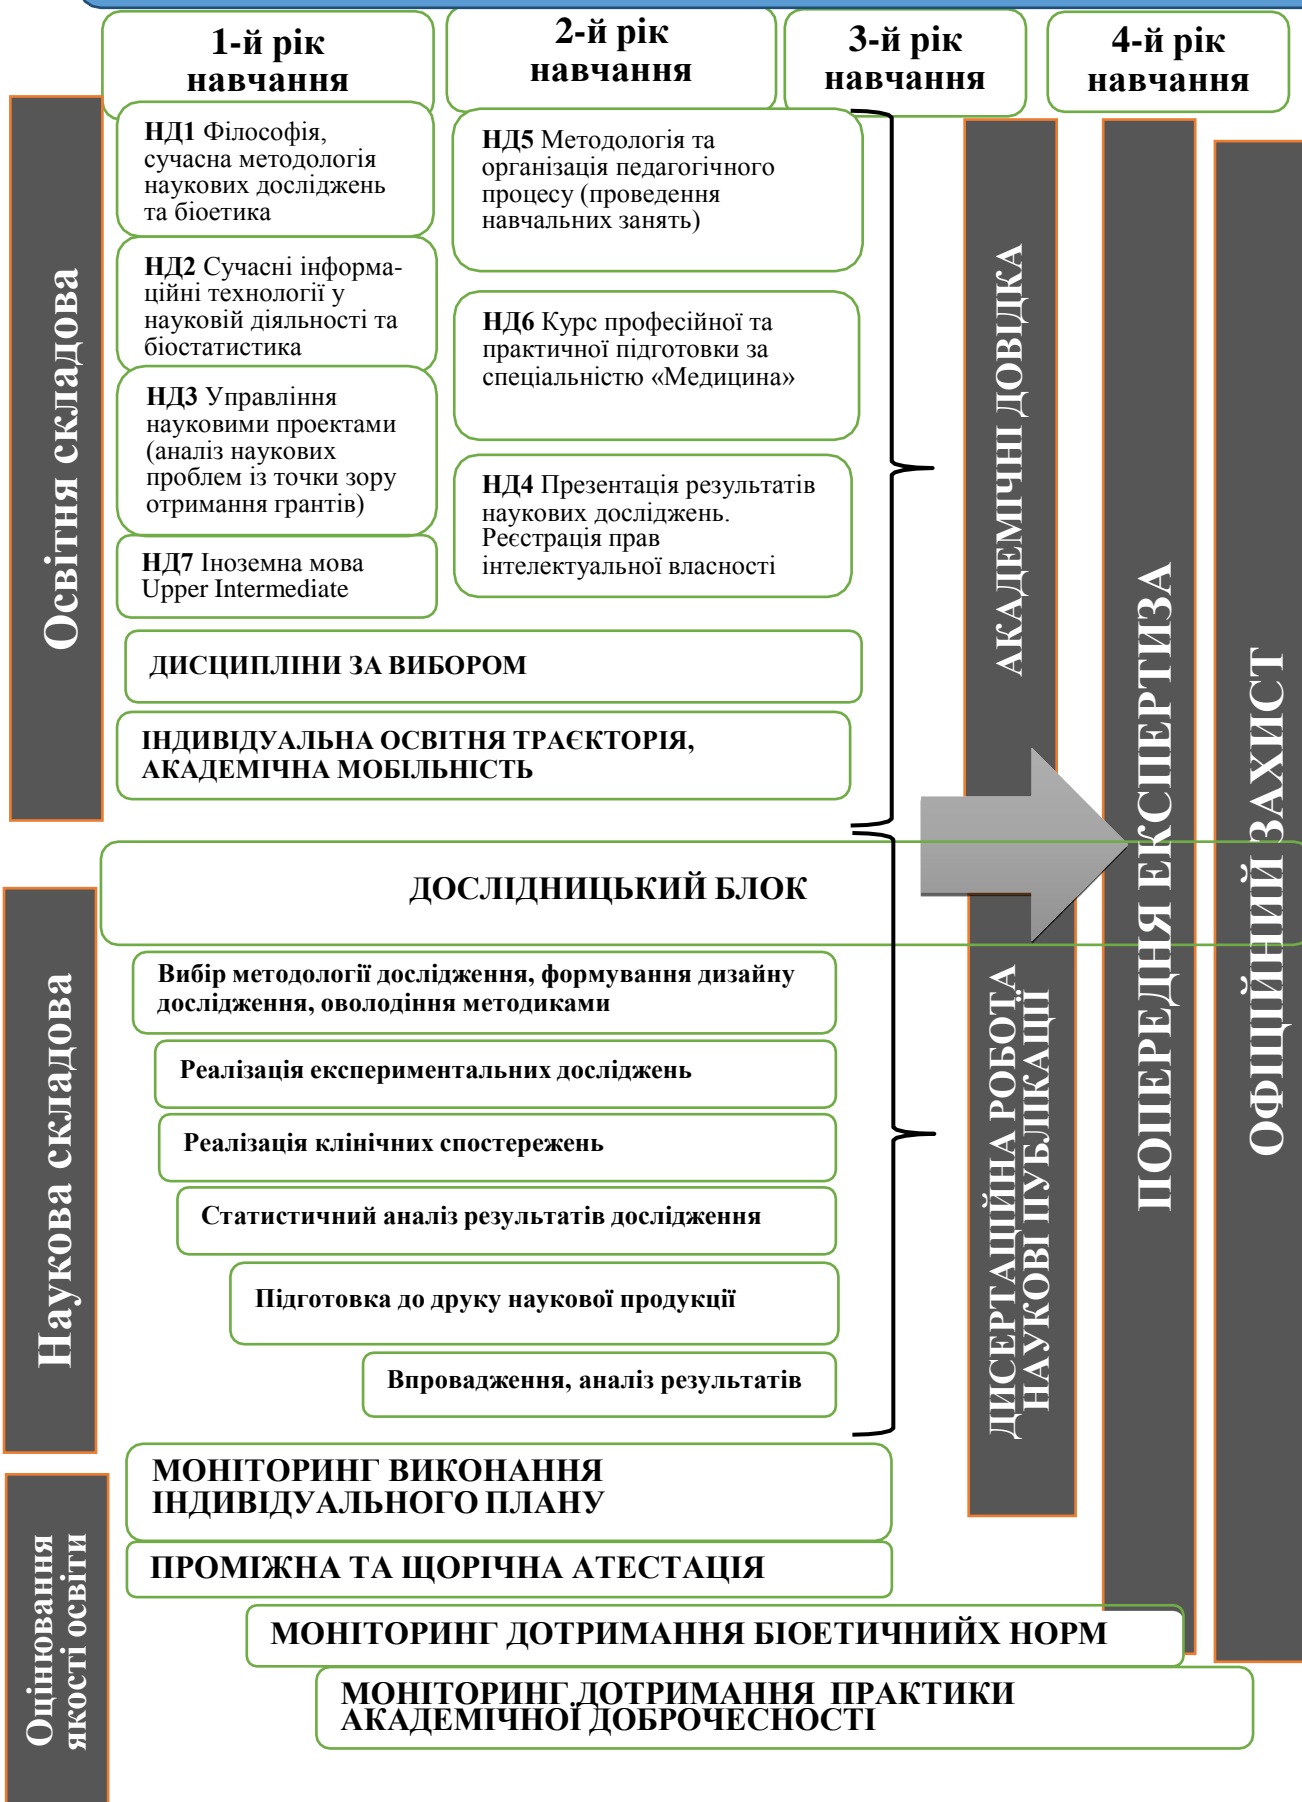 1-й рік
навчання
2-й рік
навчання
3-й рік
навчання
4-й рік
навчання
Освітня складова
НД1 Філософія,
сучасна методологія
наукових досліджень
та біоетика
НД2 Сучасні інформа-
ційні технології у
науковій діяльності та
біостатистика
НД3 Управління
науковими проектами
(аналіз наукових
проблем із точки зору
отримання грантів)
НД7 Іноземна мова
Upper Intermediate
НД5 Методологія та
організація педагогічного
процесу (проведення
навчальних занять)
НД6 Курс професійної та
практичної підготовки за
спеціальністю «Медицина»
НД4 Презентація результатів
наукових досліджень.
Реєстрація прав
інтелектуальної власності
ДИСЦИПЛІНИ ЗА ВИБОРОМ
ІНДИВІДУАЛЬНА ОСВІТНЯ ТРАЄКТОРІЯ,
АКАДЕМІЧНА МОБІЛЬНІСТЬ
АКАДЕМІЧНІ ДОВІДКА
ПОПЕРЕДНЯ ЕКСПЕРТИЗА
ОФІЦІЙНИЙ ЗАХИСТ
Наукова складова
ДОСЛІДНИЦЬКИЙ БЛОК
Вибір методології дослідження, формування дизайну
дослідження, оволодіння методиками
Реалізація експериментальних досліджень
Реалізація клінічних спостережень
Статистичний аналіз результатів дослідження
Підготовка до друку наукової продукції
Впровадження, аналіз результатів
ДИСЕРТАЦІЙНА РОБОТА
НАУКОВІ ПУБЛІКАЦІЇ
Оцінювання
якості освіти
МОНІТОРИНГ ВИКОНАННЯ
ІНДИВІДУАЛЬНОГО ПЛАНУ
ПРОМІЖНА ТА ЩОРІЧНА АТЕСТАЦІЯ
МОНІТОРИНГ ДОТРИМАННЯ БІОЕТИЧНИЙХ НОРМ
МОНІТОРИНГ ДОТРИМАННЯ ПРАКТИКИ
АКАДЕМІЧНОЇ ДОБРОЧЕСНОСТІ